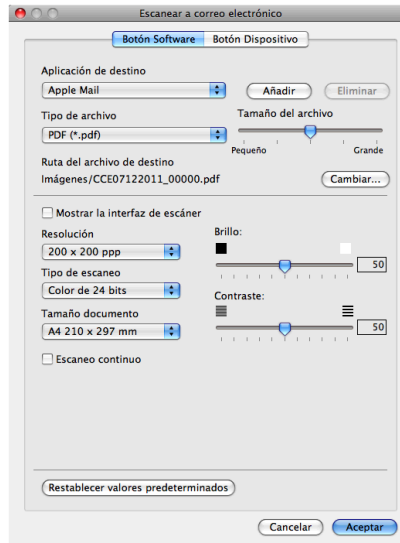 Escanear a correo electrónico
Botón Software Botón Dispositivo
Aplicación de destino
Apple Mail Añadir Eliminar
Tipo de archivo Tamaño del archivo
PDF (*.pdf)
Pequeño Grande
Ruta del archivo de destino
Imágenes/CCE07122011_00000.pdf Cambiar...
Mostrar la interfaz de escáner
Resolución Brillo:
200 x 200 ppp 50
Tipo de escaneo
Color de 24 bits
Contraste:
Tamaño documento
A4 210 x 297 mm 50
Escaneo continuo
Restablecer valores predeterminados
Cancelar Aceptar